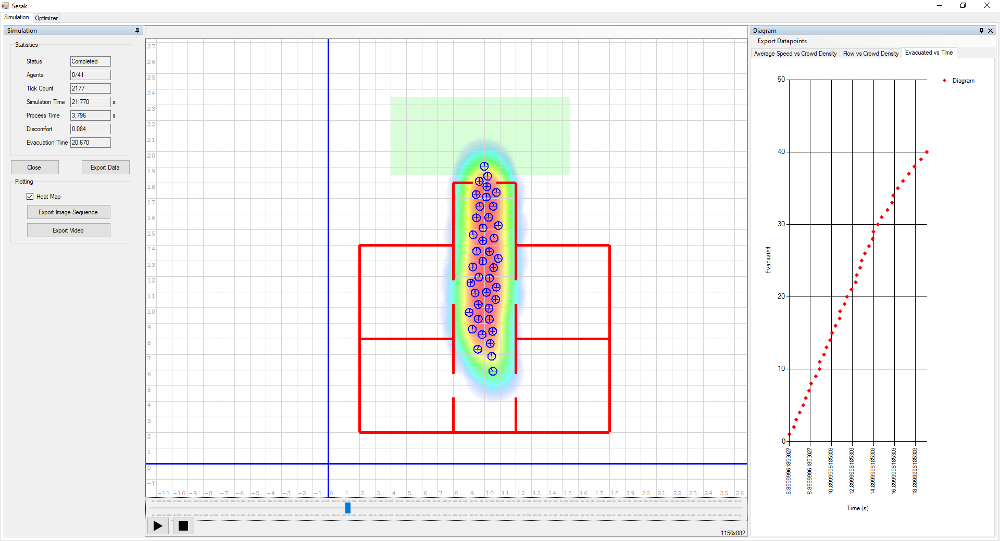 Sesak
Simulation
Optimizer
Simulation
Statisitics
Status
Completed
Agents
0/41
Tick Count
2177
Simulation Time
21.770
s
Process Time
3.796
s
Discomfort
0.084
Evacuation Time
20.670
Close
Export Data
Plotting
Heat Map
Export Image Sequence
Export Video
27
26
25
24
23
22
21
20
19
18
17
16
15
14
13
12
11
10
9
8
7
6
5
4
3
2
1
0
-1
-11 -10 -9 -8 -7 -6 -5 -4 -3 -2 -1 0 1 2 3 4 5 6 7 8 9 10 11 12 13 14 15 16 17 18 19 20 21 22 23 24 25 26
1156x882
Diagram
Export Datapoints
Average Speed vs Crowd Density
Flow vs Crowd Density
Evacuated vs Time
Diagram
50
40
30
20
10
0
Evacuated
6.8999996185302​7
8.89999961853027
10.8999996185303
12.8999996185303
14.8999996185303
16.8999996185303
18.8999996185303
Time (s)